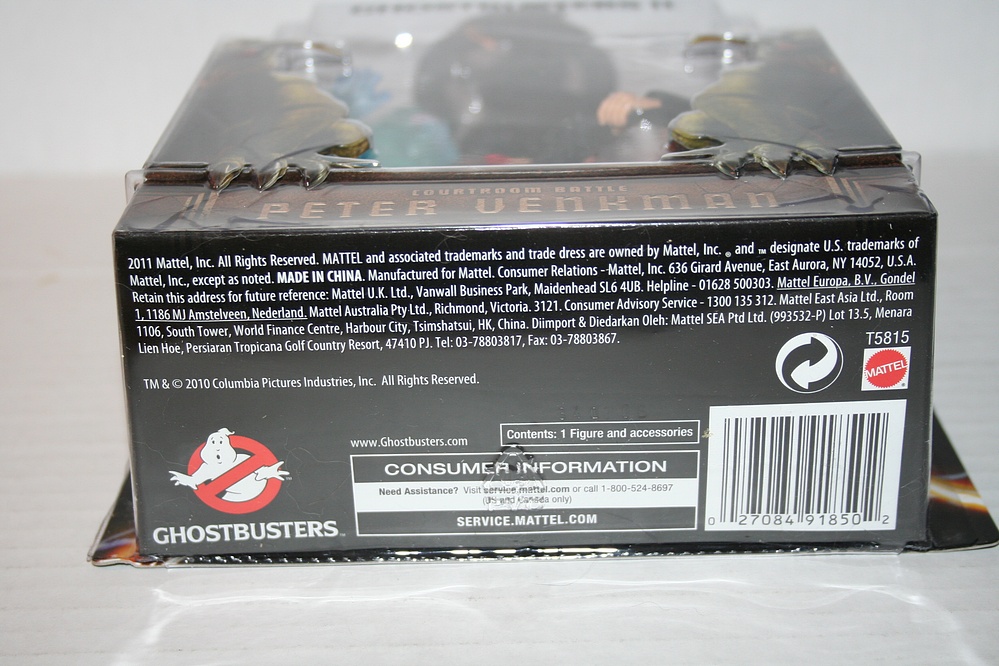 COURTROOM BATTLE
PETER VENKMAN
2011 Mattel, Inc. All Rights Reserved. MATTEL and associated trademarks and trade dress are owned by Mattel, Inc. ® and ™ designate U.S. trademarks of
Mattel, Inc., except as noted. MADE IN CHINA. Manufactured for Mattel. Consumer Relations --Mattel, Inc. 636 Girard Avenue, East Aurora, NY 14052, U.S.A.
Retain this address for future reference: Mattel U.K. Ltd., Vanwall Business Park, Maidenhead SL6 4UB. Helpline - 01628 500303. Mattel Europa, B.V., Gondel
1, 1186 MJ Amstelveen, Nederland. Mattel Australia Pty Ltd., Richmond, Victoria. 3121. Consumer Advisory Service - 1300 135 312. Mattel East Asia Ltd., Room
1106, South Tower, World Finance Centre, Harbour City, Tsimshatsui, HK, China. Diimport & Diedarkan Oleh: Mattel SEA Ptd Ltd. (993532-P) Lot 13.5, Menara
Lien Hoe, Persiaran Tropicana Golf Country Resort, 47410 PJ. Tel: 03-78803817, Fax: 03-78803867.
T5815
MATTEL
TM & © 2010 Columbia Pictures Industries, Inc. All Rights Reserved.
www.Ghostbusters.com
Contents: 1 Figure and accessories
CONSUMER INFORMATION
Need Assistance? Visit service.mattel.com or call 1-800-524-8697
(US and Canada only)
SERVICE.MATTEL.COM
GHOSTBUSTERS™
0 27084 91850 2